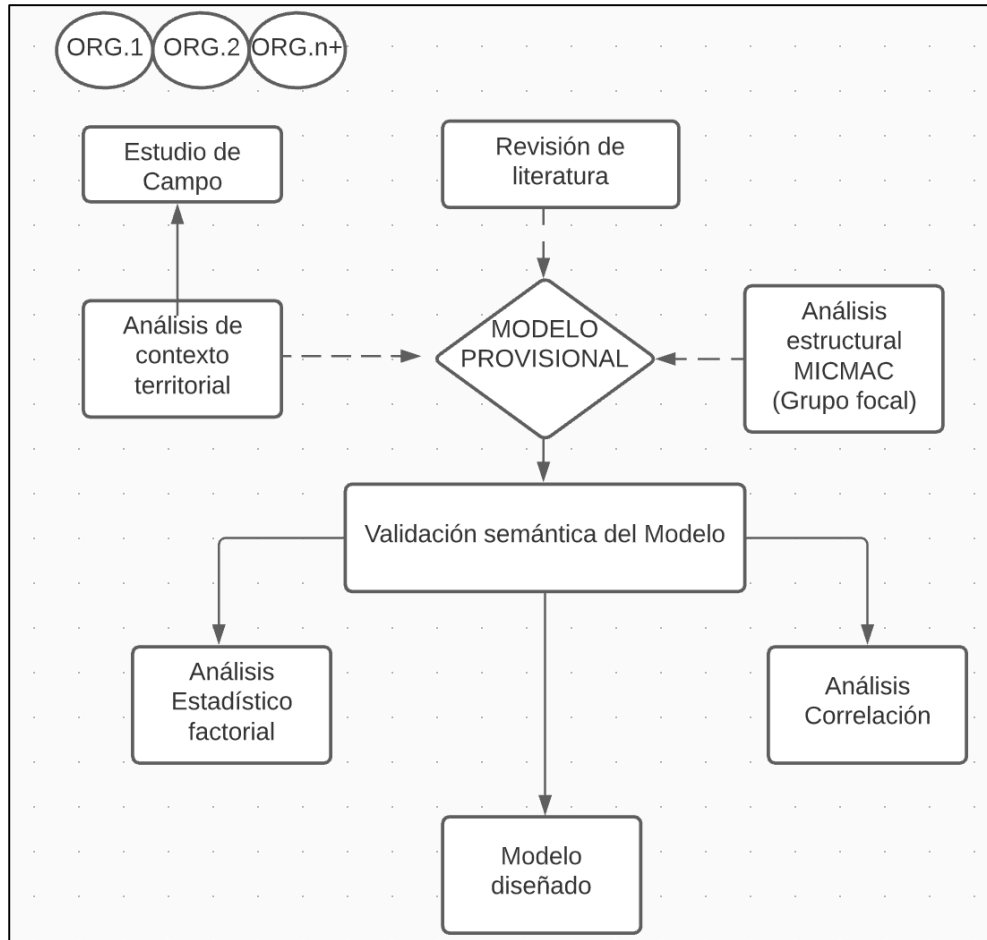 ORG.1
ORG.2
ORG.n+
Estudio de
Campo
Revisión de
literatura
Análisis de
contexto
territorial
MODELO
PROVISIONAL
Análisis
estructural
MICMAC
(Grupo focal)
Validación semántica del Modelo
Análisis
Estadístico
factorial
Análisis
Correlación
Modelo
diseñado